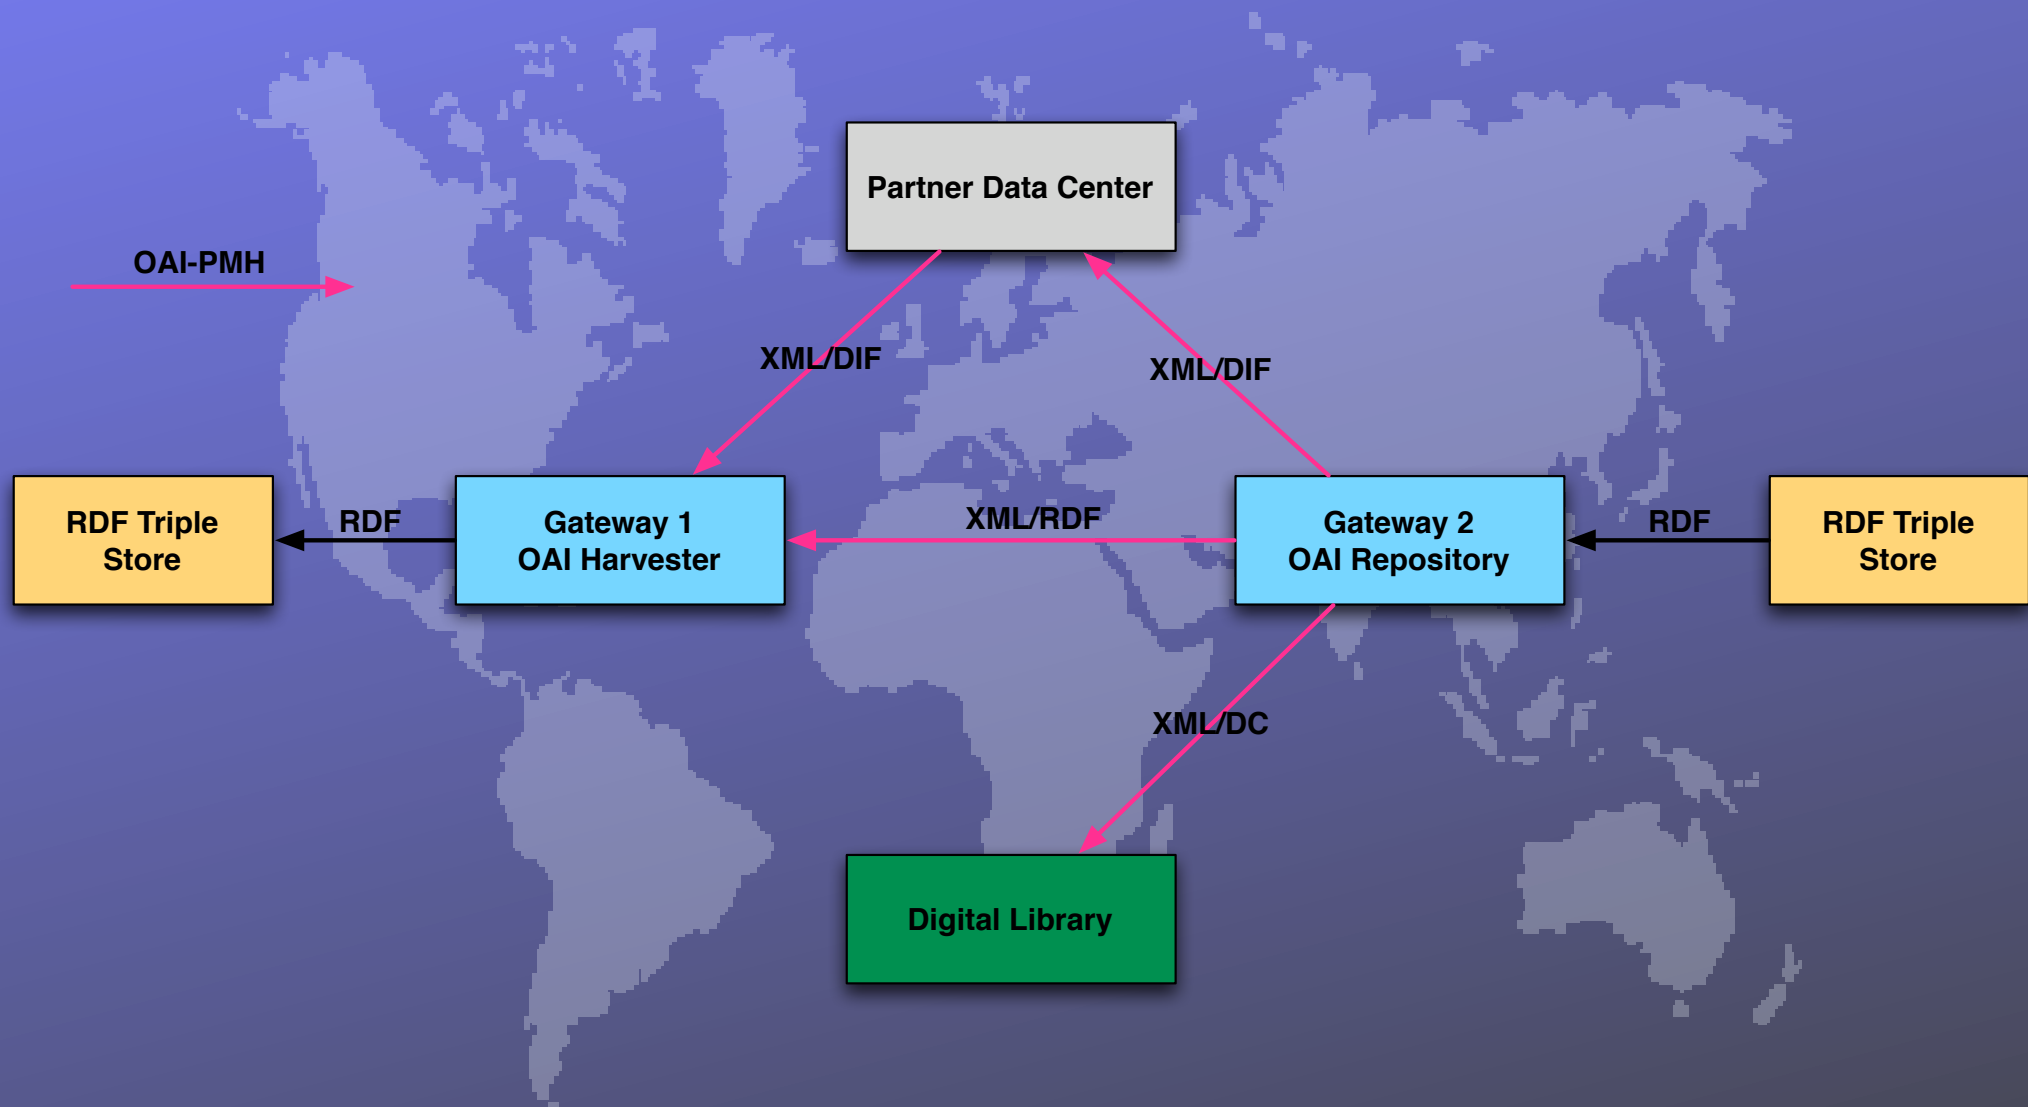 Partner Data Center
OAI-PMH
XML/DIF
XML/DIF
RDF Triple
Store
RDF
Gateway 1
OAI Harvester
XML/RDF
Gateway 2
OAI Repository
RDF
RDF Triple
Store
XML/DC
Digital Library